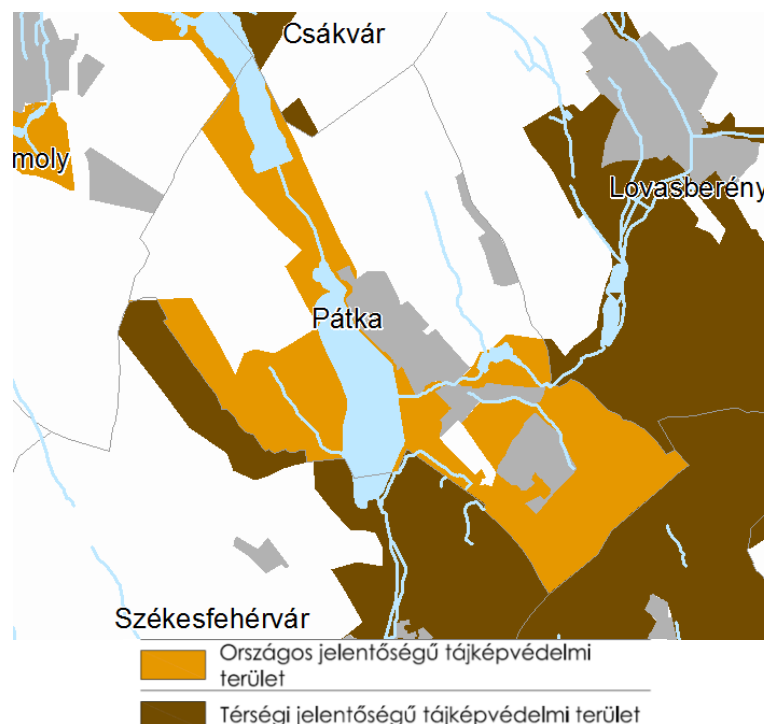 Csákvár
moly
Lovasberény
Pátka
Székesfehérvár
Országos jelentőségű tájképvédelmi
terület
Térségi jelentőségű tájképvédelmi terület